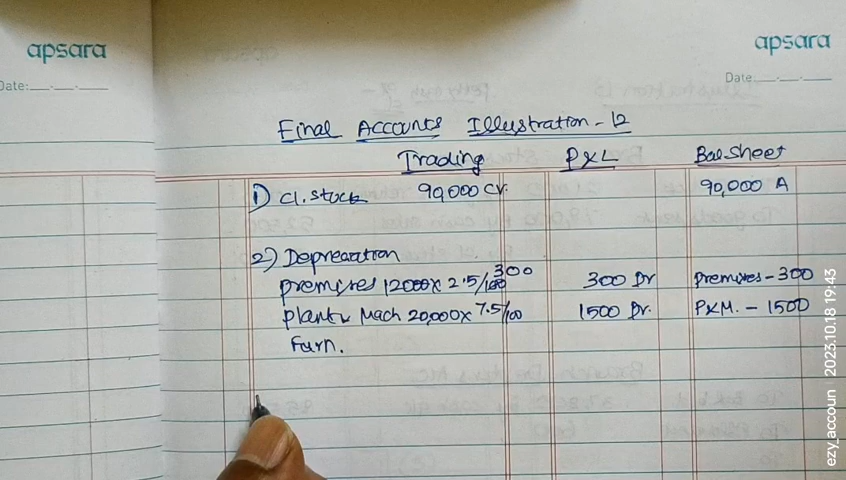 apsara
apsara
Date:
Date
Final Accounts Illustration - 12
Trading P&L Bal Sheet
1) Cl. stock 90,000 Cr. 90,000 A
2) Depreciation
premises 12000 x 2.5/100 300 300 Dr premises - 300
plant & Mach 20,000 x 7.5/100 1500 Dr. P&M. - 1500
Furn.
ezy_accoun 2023.10.18 19:43